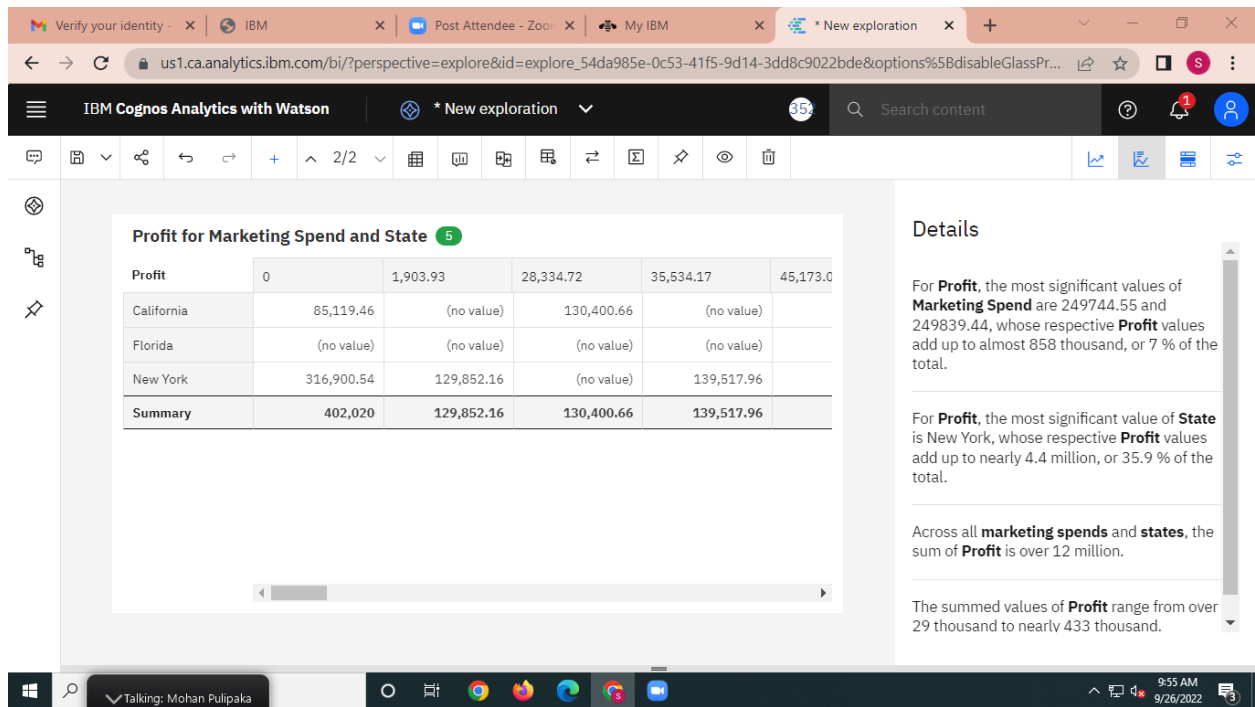 Verify your identity -
IBM
Post Attendee - Zoom
My IBM
* New exploration
us1.ca.analytics.ibm.com/bi/?perspective=explore&id=explore_54da985e-0c53-41f5-9d14-3dd8c9022bde&options%5BdisableGlassPr...
S
IBM Cognos Analytics with Watson
* New exploration
352
Search content
1
2/2
Profit for Marketing Spend and State 5
Profit 0 1,903.93 28,334.72 35,534.17 45,173.0
California 85,119.46 (no value) 130,400.66 (no value)
Florida (no value) (no value) (no value) (no value)
New York 316,900.54 129,852.16 (no value) 139,517.96
Summary 402,020 129,852.16 130,400.66 139,517.96
Details
For Profit, the most significant values of
Marketing Spend are 249744.55 and
249839.44, whose respective Profit values
add up to almost 858 thousand, or 7 % of the
total.
For Profit, the most significant value of State
is New York, whose respective Profit values
add up to nearly 4.4 million, or 35.9 % of the
total.
Across all marketing spends and states, the
sum of Profit is over 12 million.
The summed values of Profit range from over
29 thousand to nearly 433 thousand.
Talking: Mohan Pulipaka
9:55 AM
9/26/2022
3